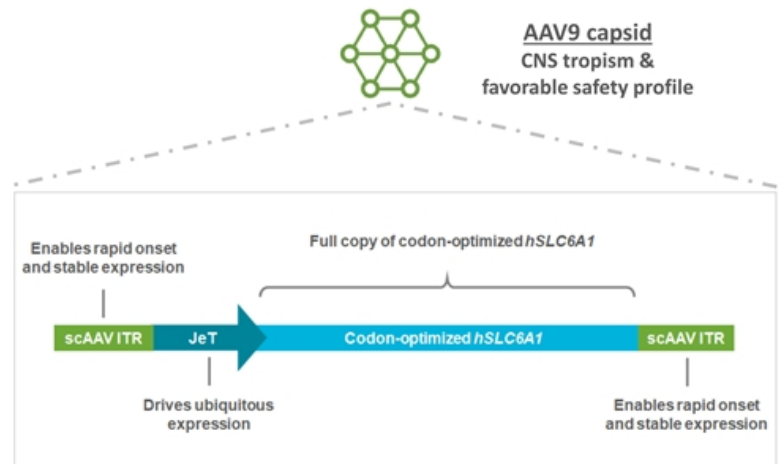 AAV9 capsid
CNS tropism &
favorable safety profile
Enables rapid onset
and stable expression
Full copy of codon-optimized hSLC6A1
scAAV ITR
JeT
Codon-optimized hSLC6A1
scAAV ITR
Drives ubiquitous
expression
Enables rapid onset
and stable expression